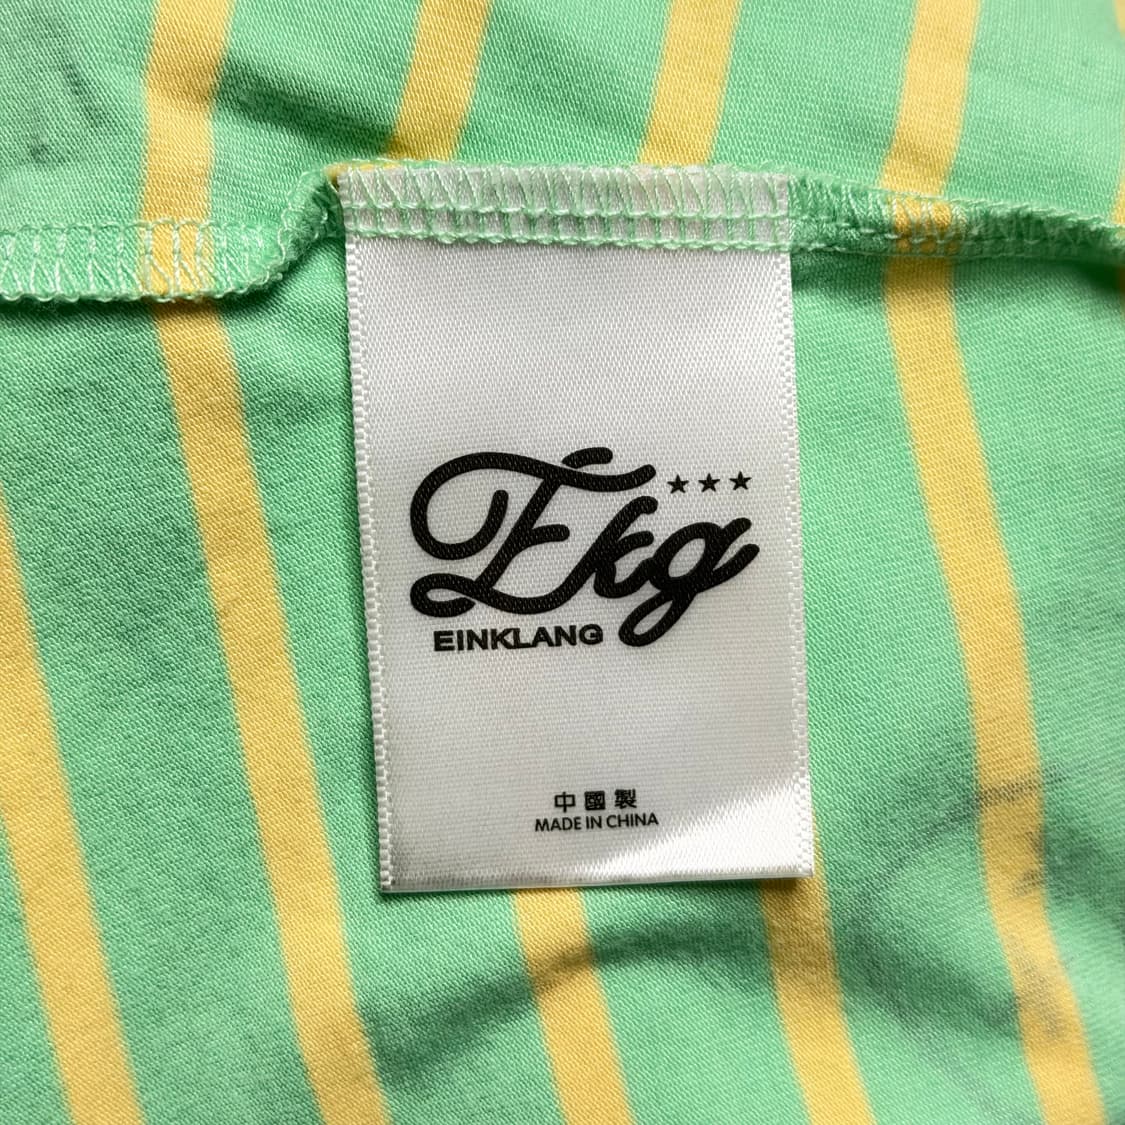 Ekg ★★★
EINKLANG
中國製
MADE IN CHINA